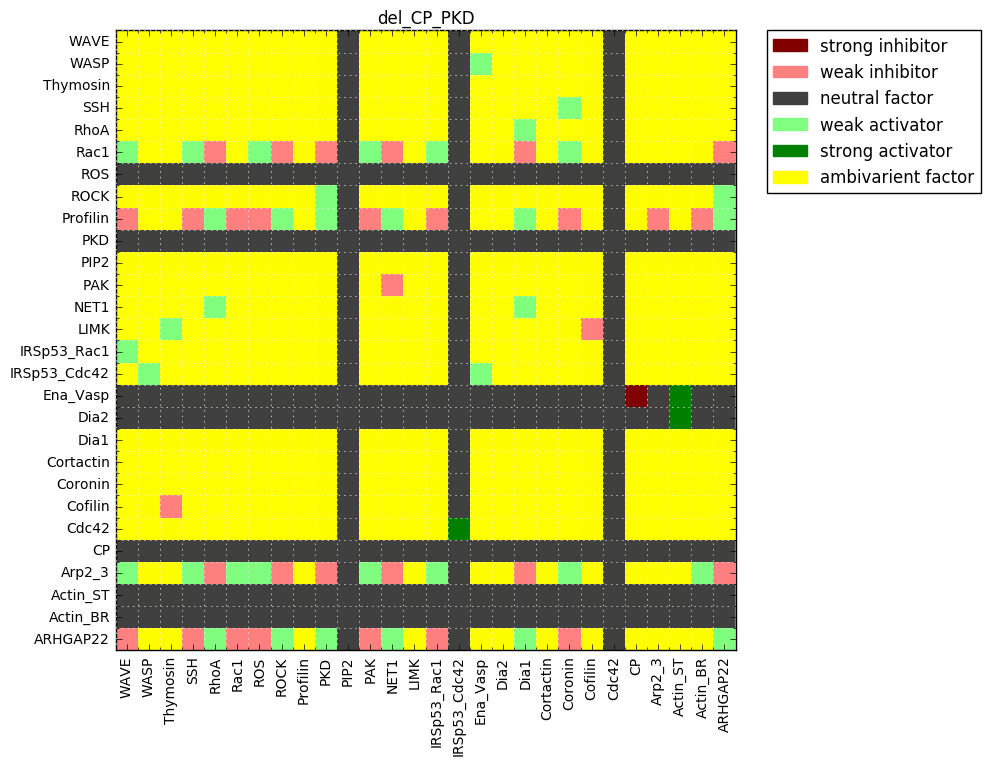 del_CP_PKD
WAVE
WASP
Thymosin
SSH
RhoA
Rac1
ROS
ROCK
Profilin
PKD
PIP2
PAK
NET1
LIMK
IRSp53_Rac1
IRSp53_Cdc42
Ena_Vasp
Dia2
Dia1
Cortactin
Coronin
Cofilin
Cdc42
CP
Arp2_3
Actin_ST
Actin_BR
ARHGAP22
WAVE
WASP
Thymosin
SSH
RhoA
Rac1
ROS
ROCK
Profilin
PKD
PIP2
PAK
NET1
LIMK
IRSp53_Rac1
IRSp53_Cdc42
Ena_Vasp
Dia2
Dia1
Cortactin
Coronin
Cofilin
Cdc42
CP
Arp2_3
Actin_ST
Actin_BR
ARHGAP22
strong inhibitor
weak inhibitor
neutral factor
weak activator
strong activator
ambivarient factor